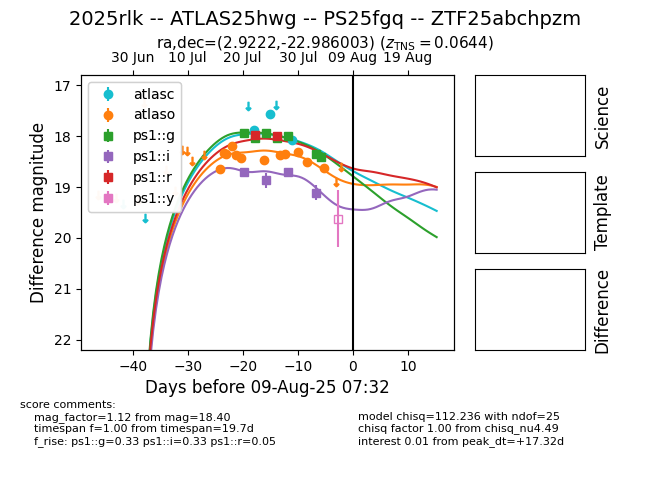 2025rlk -- ATLAS25hwg -- PS25fgq -- ZTF25abchpzm
ra,dec=(2.9222,-22.986003) (z_TNS = 0.0644)
30 Jun 10 Jul 20 Jul 30 Jul 09 Aug 19 Aug
17
18
19
20
21
22
Difference magnitude
atlasc
atlaso
ps1::g
ps1::i
ps1::r
ps1::y
−40 −30 −20 −10 0 10
Days before 09-Aug-25 07:32
Science
Template
Difference
score comments:
mag_factor=1.12 from mag=18.40
timespan f=1.00 from timespan=19.7d
f_rise: ps1::g=0.33 ps1::i=0.33 ps1::r=0.05
model chisq=112.236 with ndof=25
chisq factor 1.00 from chisq_nu4.49
interest 0.01 from peak_dt=+17.32d